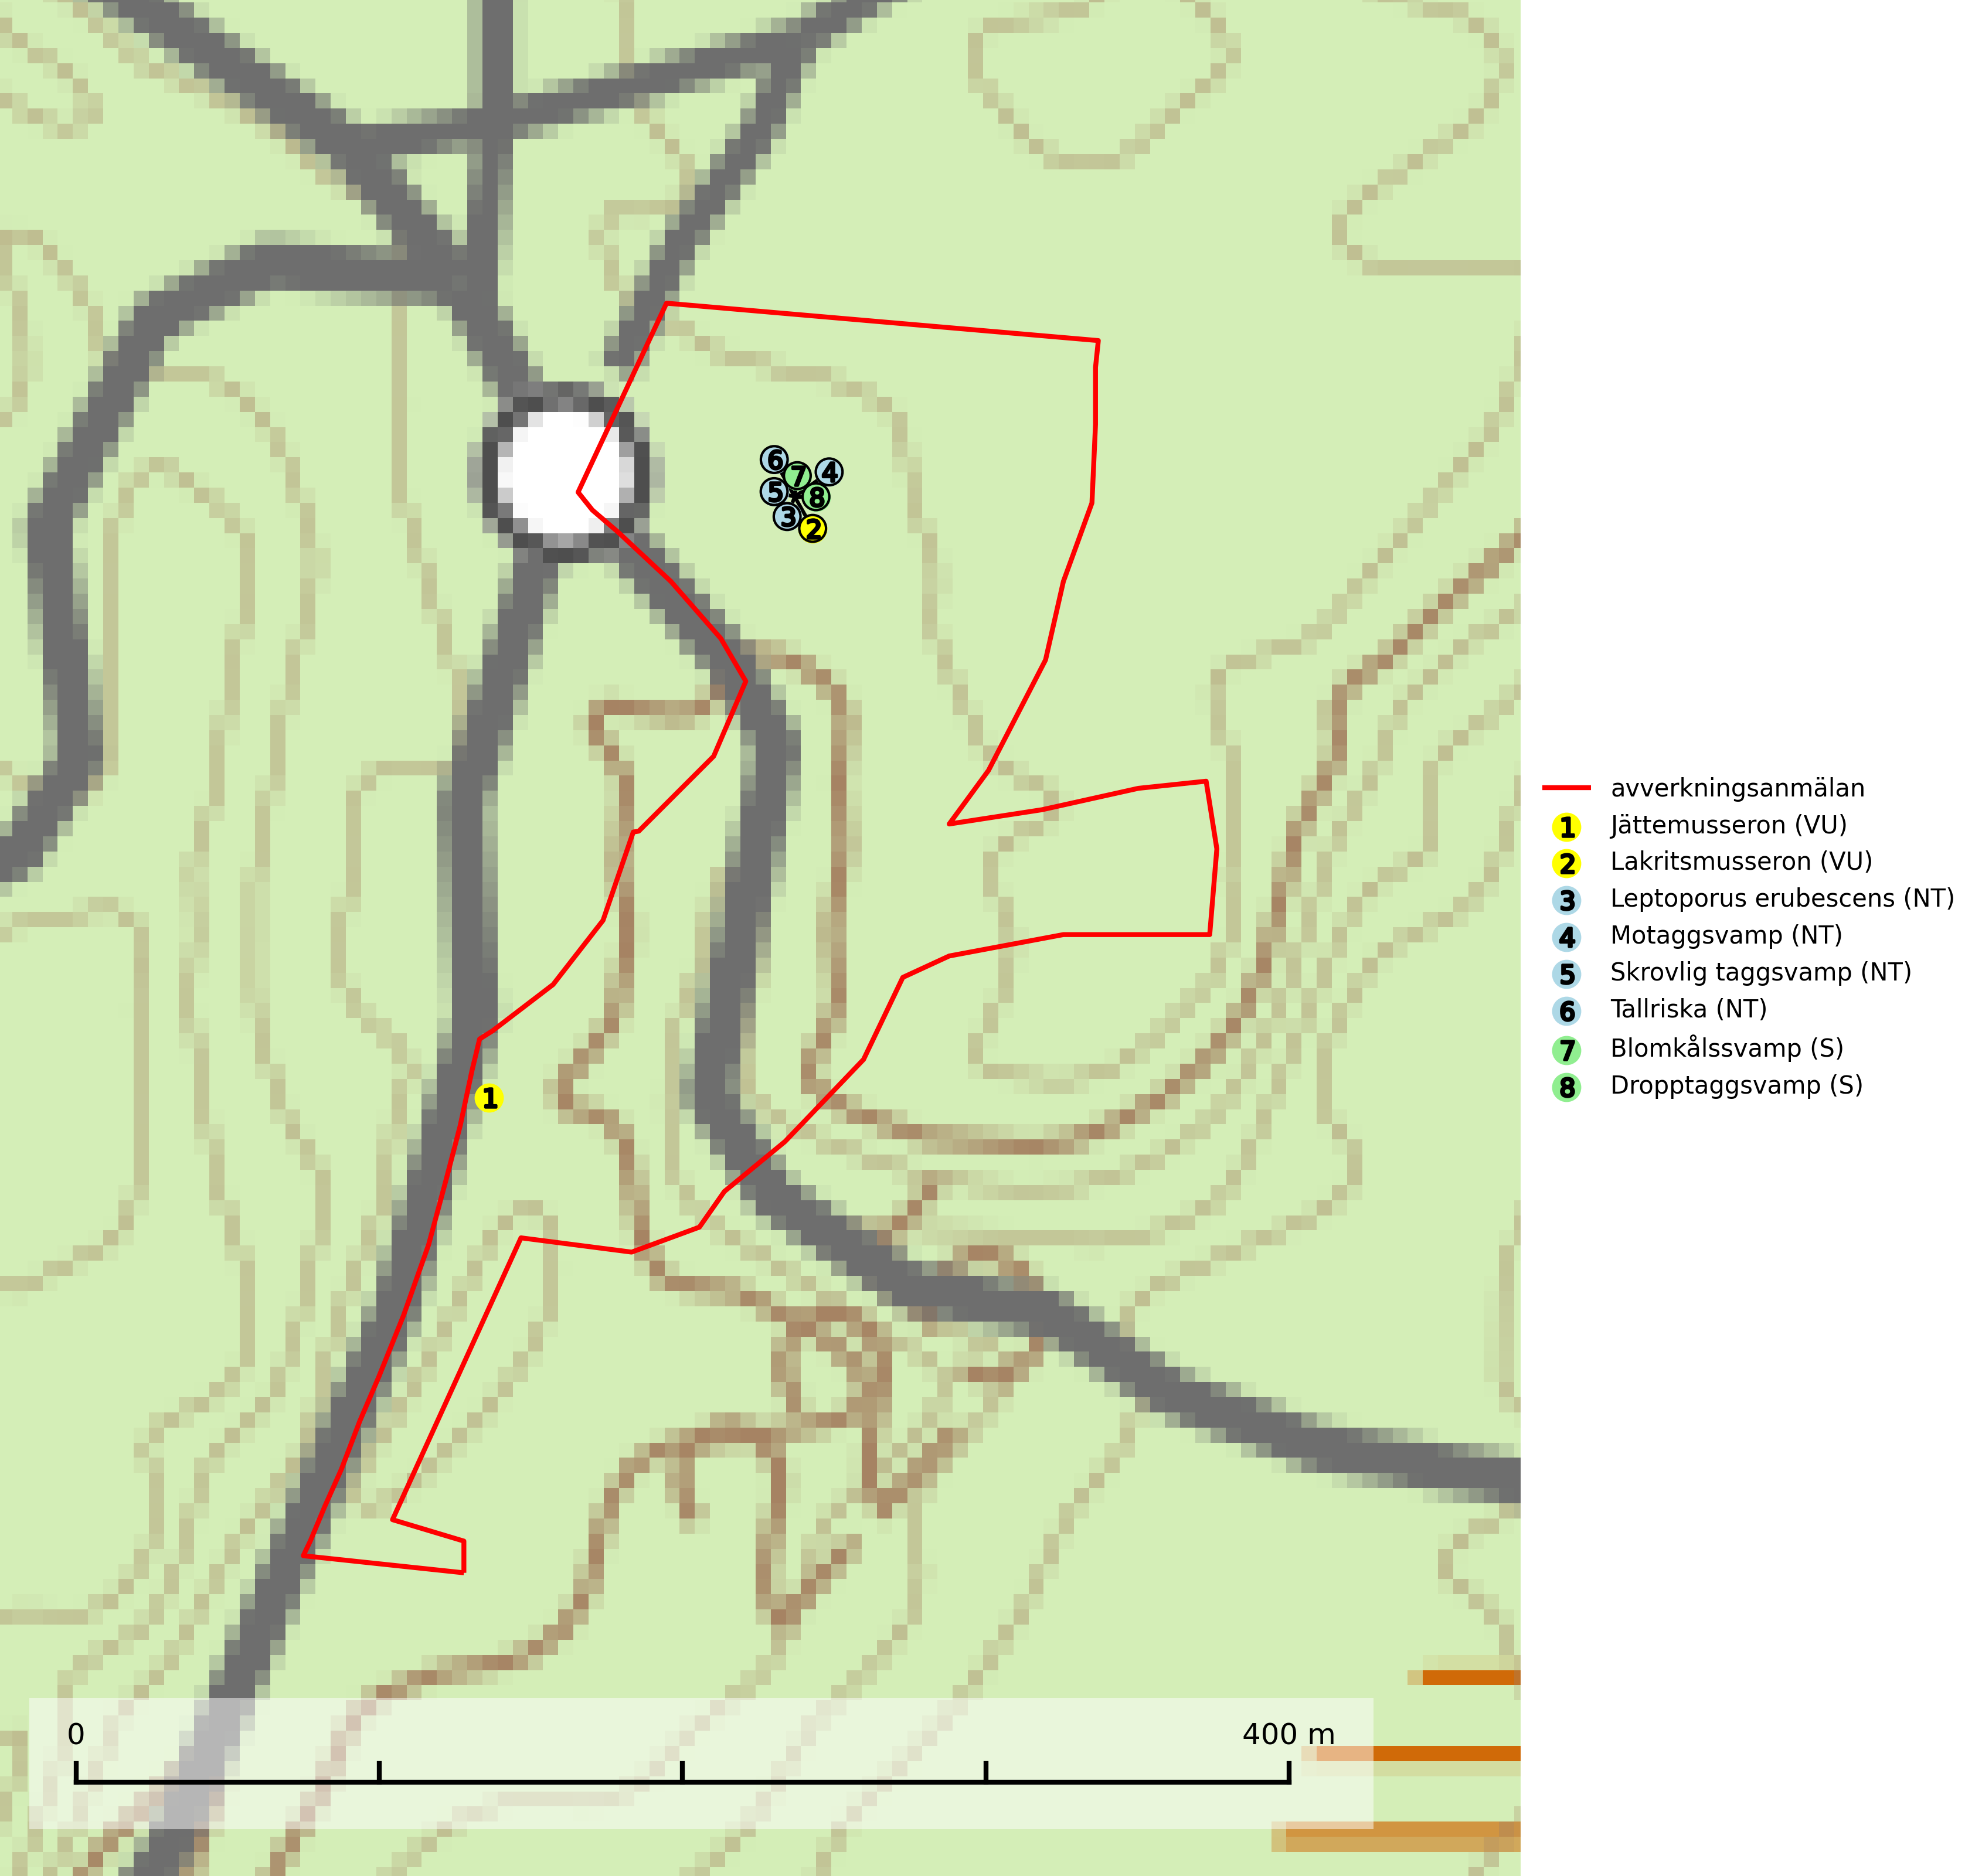 6
7
4
5
8
3
2
1
avverkningsanmälan
1 Jättemusseron (VU)
2 Lakritsmusseron (VU)
3 Leptoporus erubescens (NT)
4 Motaggsvamp (NT)
5 Skrovlig taggsvamp (NT)
6 Tallriska (NT)
7 Blomkålssvamp (S)
8 Dropptaggsvamp (S)
0 400 m